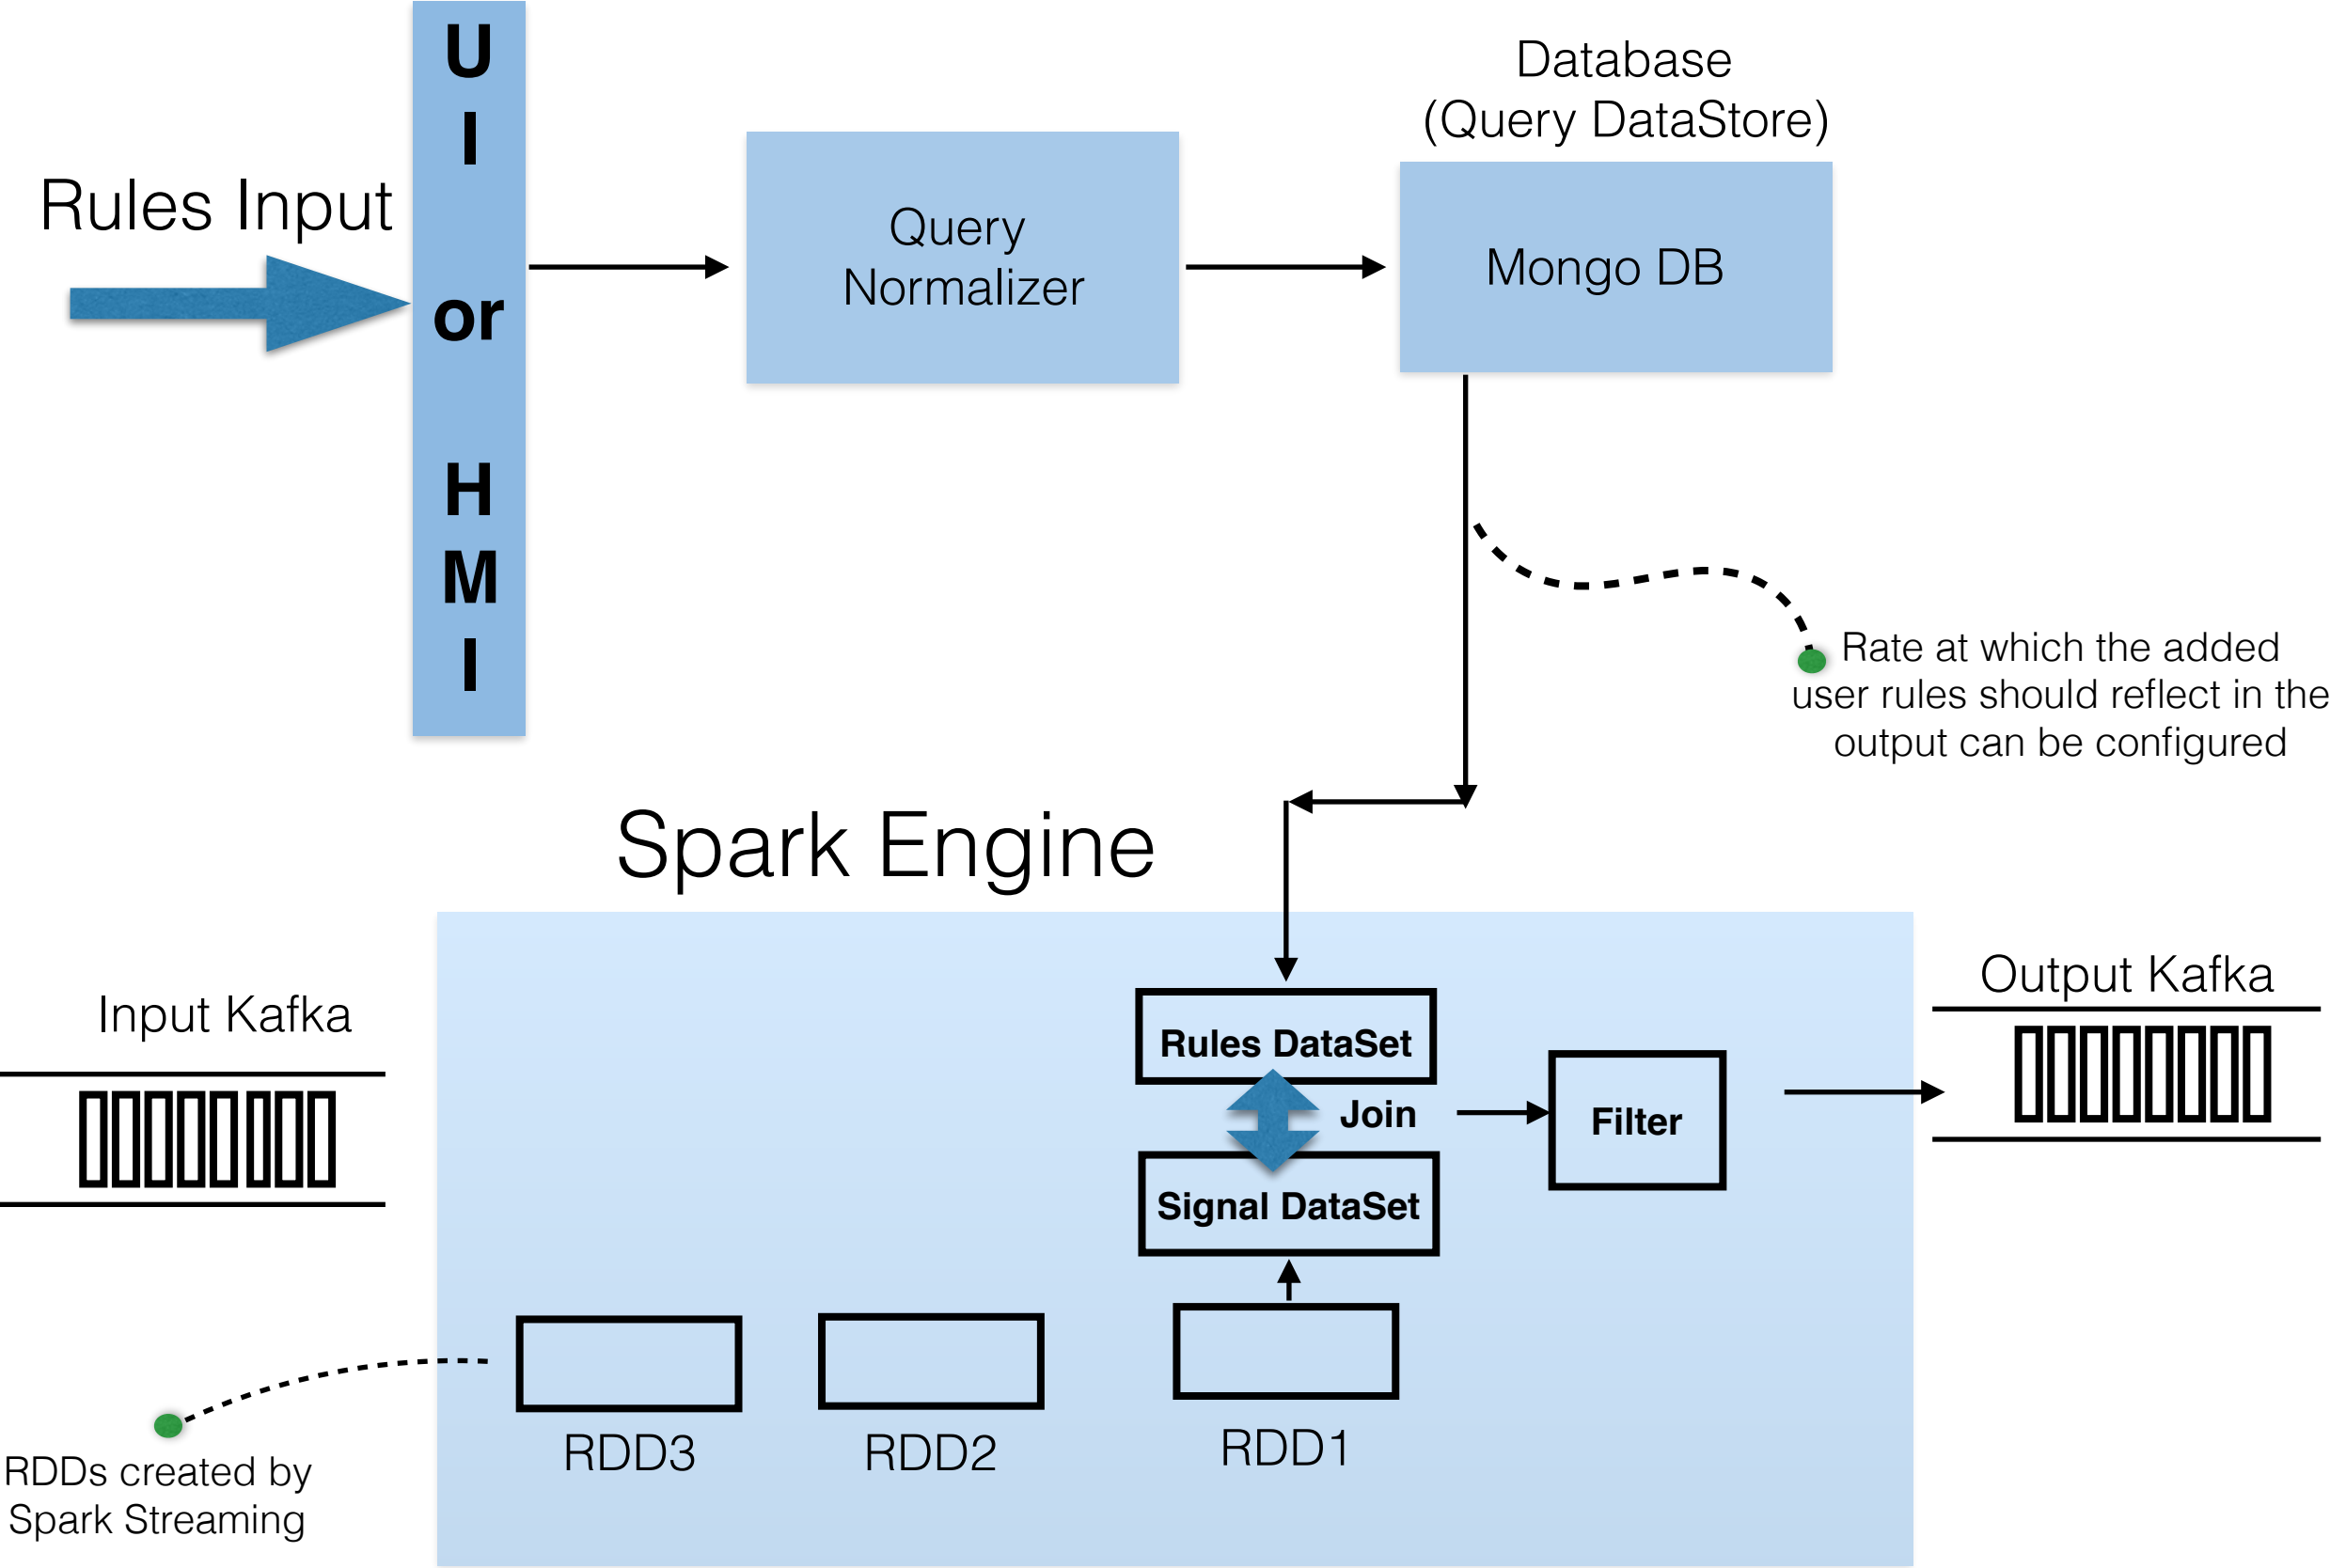 Rules Input
U
I
or
H
M
I
Query
Normalizer
Database
(Query DataStore)
Mongo DB
Rate at which the added
user rules should reflect in the
output can be configured
Spark Engine
Input Kafka
Rules DataSet
Join
Signal DataSet
Filter
Output Kafka
RDD3
RDD2
RDD1
RDDs created by
Spark Streaming